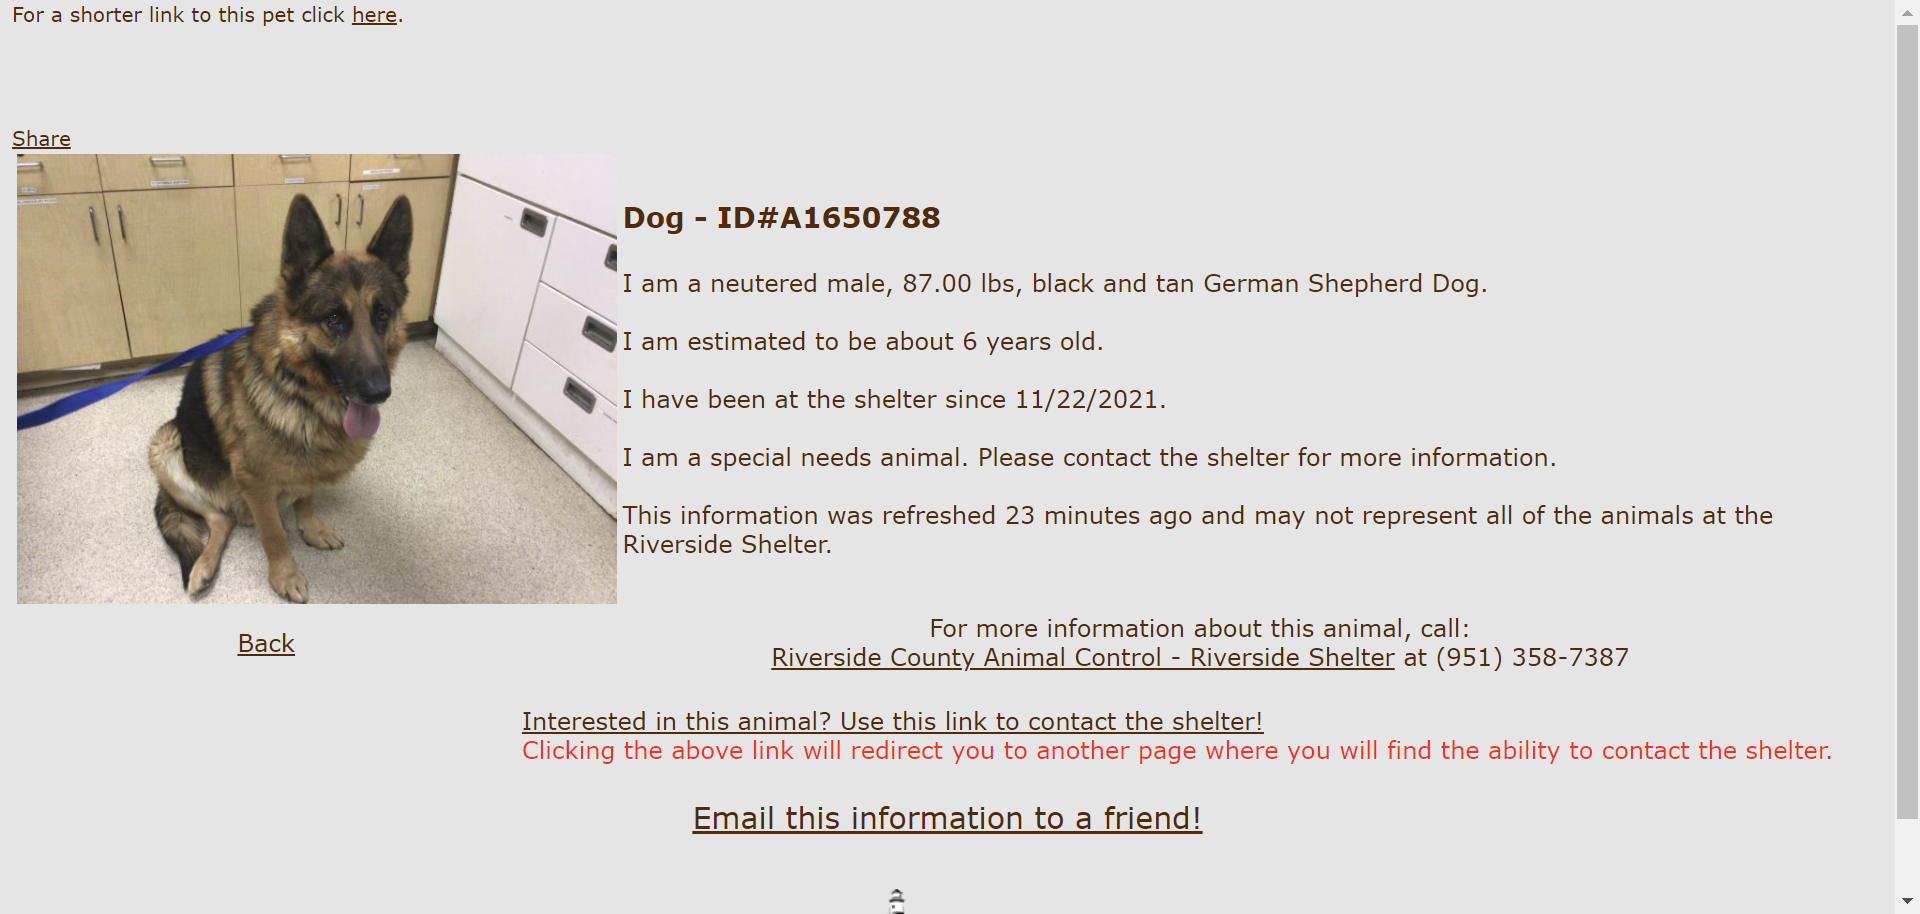 For a shorter link to this pet click here.
Share
Dog - ID#A1650788
I am a neutered male, 87.00 lbs, black and tan German Shepherd Dog.
I am estimated to be about 6 years old.
I have been at the shelter since 11/22/2021.
I am a special needs animal. Please contact the shelter for more information.
This information was refreshed 23 minutes ago and may not represent all of the animals at the
Riverside Shelter.
Back
For more information about this animal, call:
Riverside County Animal Control - Riverside Shelter at (951) 358-7387
Interested in this animal? Use this link to contact the shelter!
Clicking the above link will redirect you to another page where you will find the ability to contact the shelter.
Email this information to a friend!